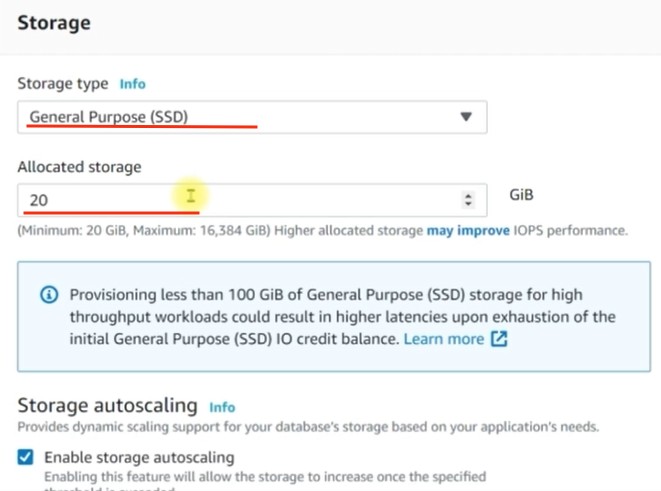 Storage
Storage type Info
General Purpose (SSD)
Allocated storage
20 GiB
(Minimum: 20 GiB, Maximum: 16,384 GiB) Higher allocated storage may improve IOPS performance.
Provisioning less than 100 GiB of General Purpose (SSD) storage for high
throughput workloads could result in higher latencies upon exhaustion of the
initial General Purpose (SSD) IO credit balance. Learn more
Storage autoscaling Info
Provides dynamic scaling support for your database's storage based on your application's needs.
Enable storage autoscaling
Enabling this feature will allow the storage to increase once the specified
threshold is exceeded.